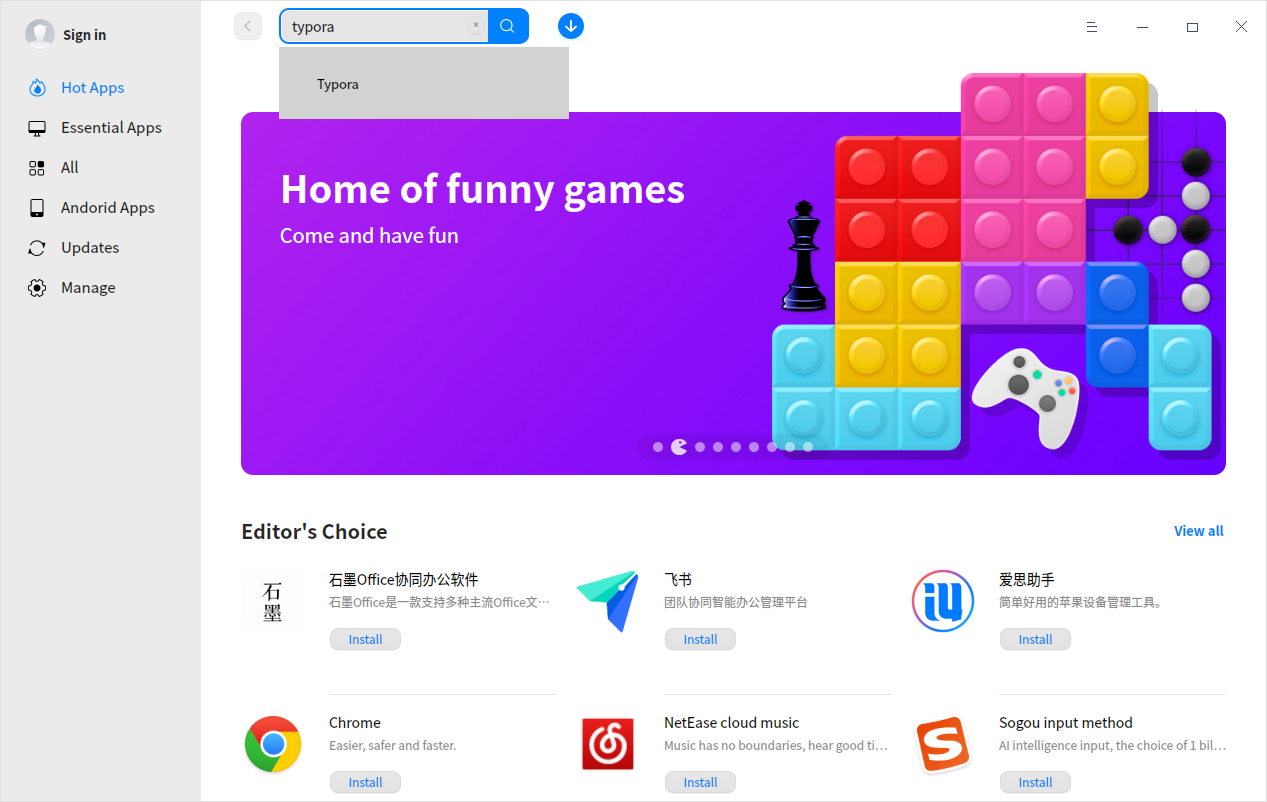 Sign in
typora
Typora
Hot Apps
Essential Apps
All
Andorid Apps
Updates
Manage
Home of funny games
Come and have fun
Editor's Choice
View all
石墨
石墨Office协同办公软件
石墨Office是一款支持多种主流Office文…
Install
飞书
团队协同智能办公管理平台
Install
爱思助手
简单好用的苹果设备管理工具。
Install
Chrome
Easier, safer and faster.
Install
NetEase cloud music
Music has no boundaries, hear good ti…
Install
Sogou input method
AI intelligence input, the choice of 1 bil…
Install